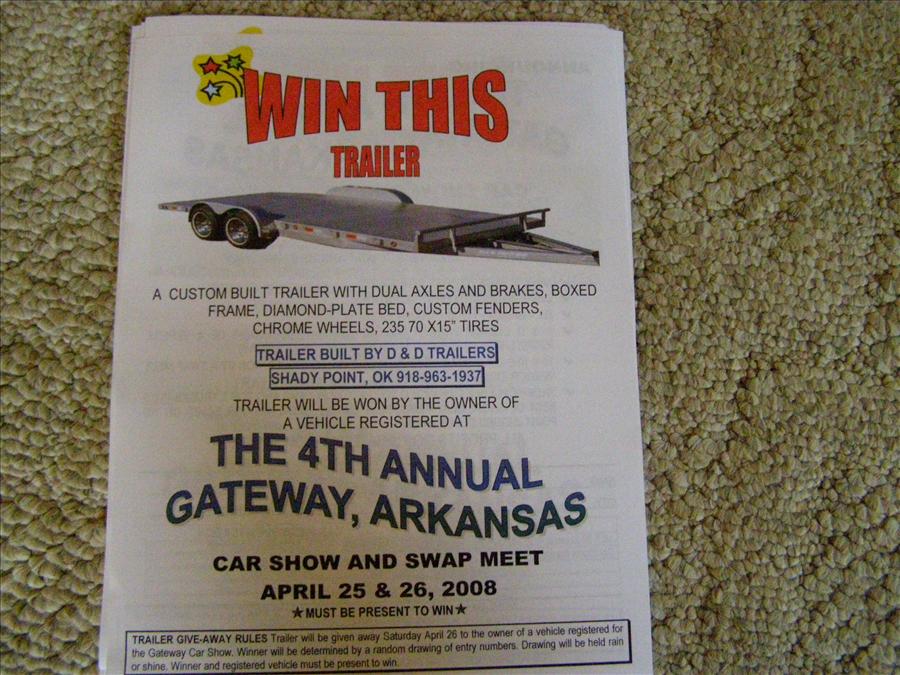 WIN THIS
TRAILER
A CUSTOM BUILT TRAILER WITH DUAL AXLES AND BRAKES, BOXED
FRAME, DIAMOND-PLATE BED, CUSTOM FENDERS,
CHROME WHEELS, 235 70 X15" TIRES
TRAILER BUILT BY D & D TRAILERS
SHADY POINT, OK 918-963-1937
TRAILER WILL BE WON BY THE OWNER OF
A VEHICLE REGISTERED AT
THE 4TH ANNUAL
GATEWAY, ARKANSAS
CAR SHOW AND SWAP MEET
APRIL 25 & 26, 2008
★MUST BE PRESENT TO WIN★
TRAILER GIVE-AWAY RULES Trailer will be given away Saturday April 26 to the owner of a vehicle registered for
the Gateway Car Show. Winner will be determined by a random drawing of entry numbers. Drawing will be held rain
or shine. Winner and registered vehicle must be present to win.